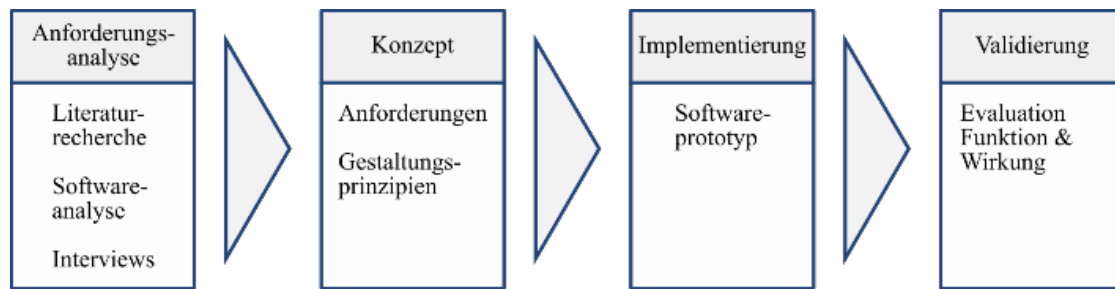 Anforderungs-
analyse
Literatur-
recherche
Software-
analyse
Interviews
Konzept
Anforderungen
Gestaltungs-
prinzipien
Implementierung
Software-
prototyp
Validierung
Evaluation
Funktion &
Wirkung